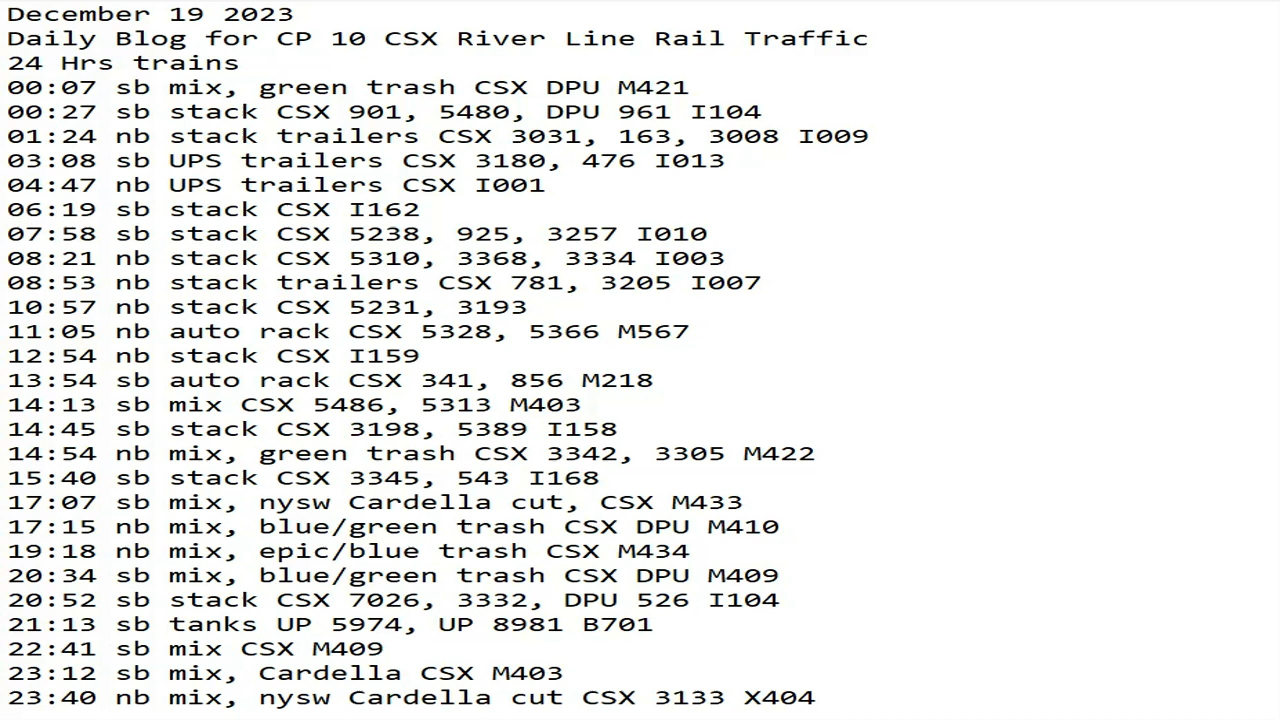 December 19 2023
Daily Blog for CP 10 CSX River Line Rail Traffic
24 Hrs trains
00:07 sb mix, green trash CSX DPU M421
00:27 sb stack CSX 901, 5480, DPU 961 I104
01:24 nb stack trailers CSX 3031, 163, 3008 I009
03:08 sb UPS trailers CSX 3180, 476 I013
04:47 nb UPS trailers CSX I001
06:19 sb stack CSX I162
07:58 sb stack CSX 5238, 925, 3257 I010
08:21 nb stack CSX 5310, 3368, 3334 I003
08:53 nb stack trailers CSX 781, 3205 I007
10:57 nb stack CSX 5231, 3193
11:05 nb auto rack CSX 5328, 5366 M567
12:54 nb stack CSX I159
13:54 sb auto rack CSX 341, 856 M218
14:13 sb mix CSX 5486, 5313 M403
14:45 sb stack CSX 3198, 5389 I158
14:54 nb mix, green trash CSX 3342, 3305 M422
15:40 sb stack CSX 3345, 543 I168
17:07 sb mix, nysw Cardella cut, CSX M433
17:15 nb mix, blue/green trash CSX DPU M410
19:18 nb mix, epic/blue trash CSX M434
20:34 sb mix, blue/green trash CSX DPU M409
20:52 sb stack CSX 7026, 3332, DPU 526 I104
21:13 sb tanks UP 5974, UP 8981 B701
22:41 sb mix CSX M409
23:12 sb mix, Cardella CSX M403
23:40 nb mix, nysw Cardella cut CSX 3133 X404